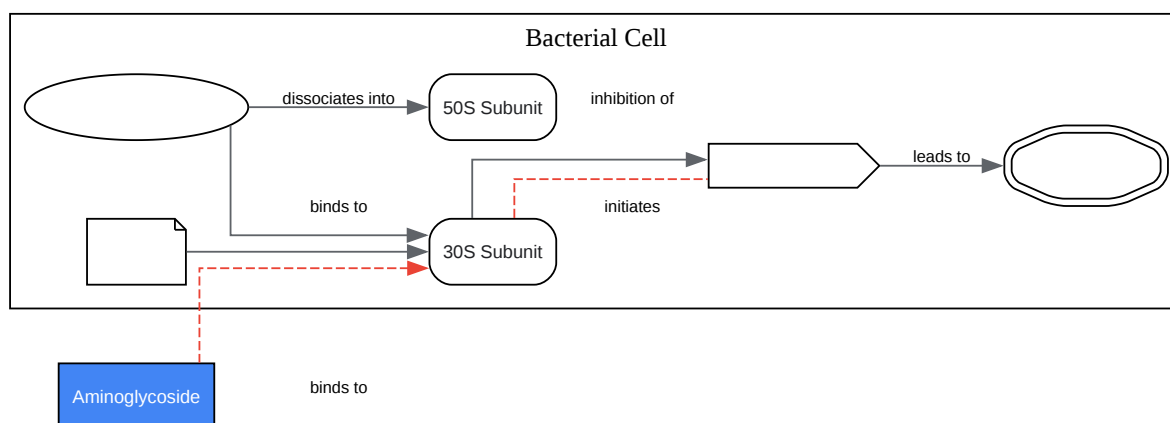 Bacterial Cell
dissociates into
50S Subunit
inhibition of
leads to
binds to
initiates
30S Subunit
Aminoglycoside
binds to